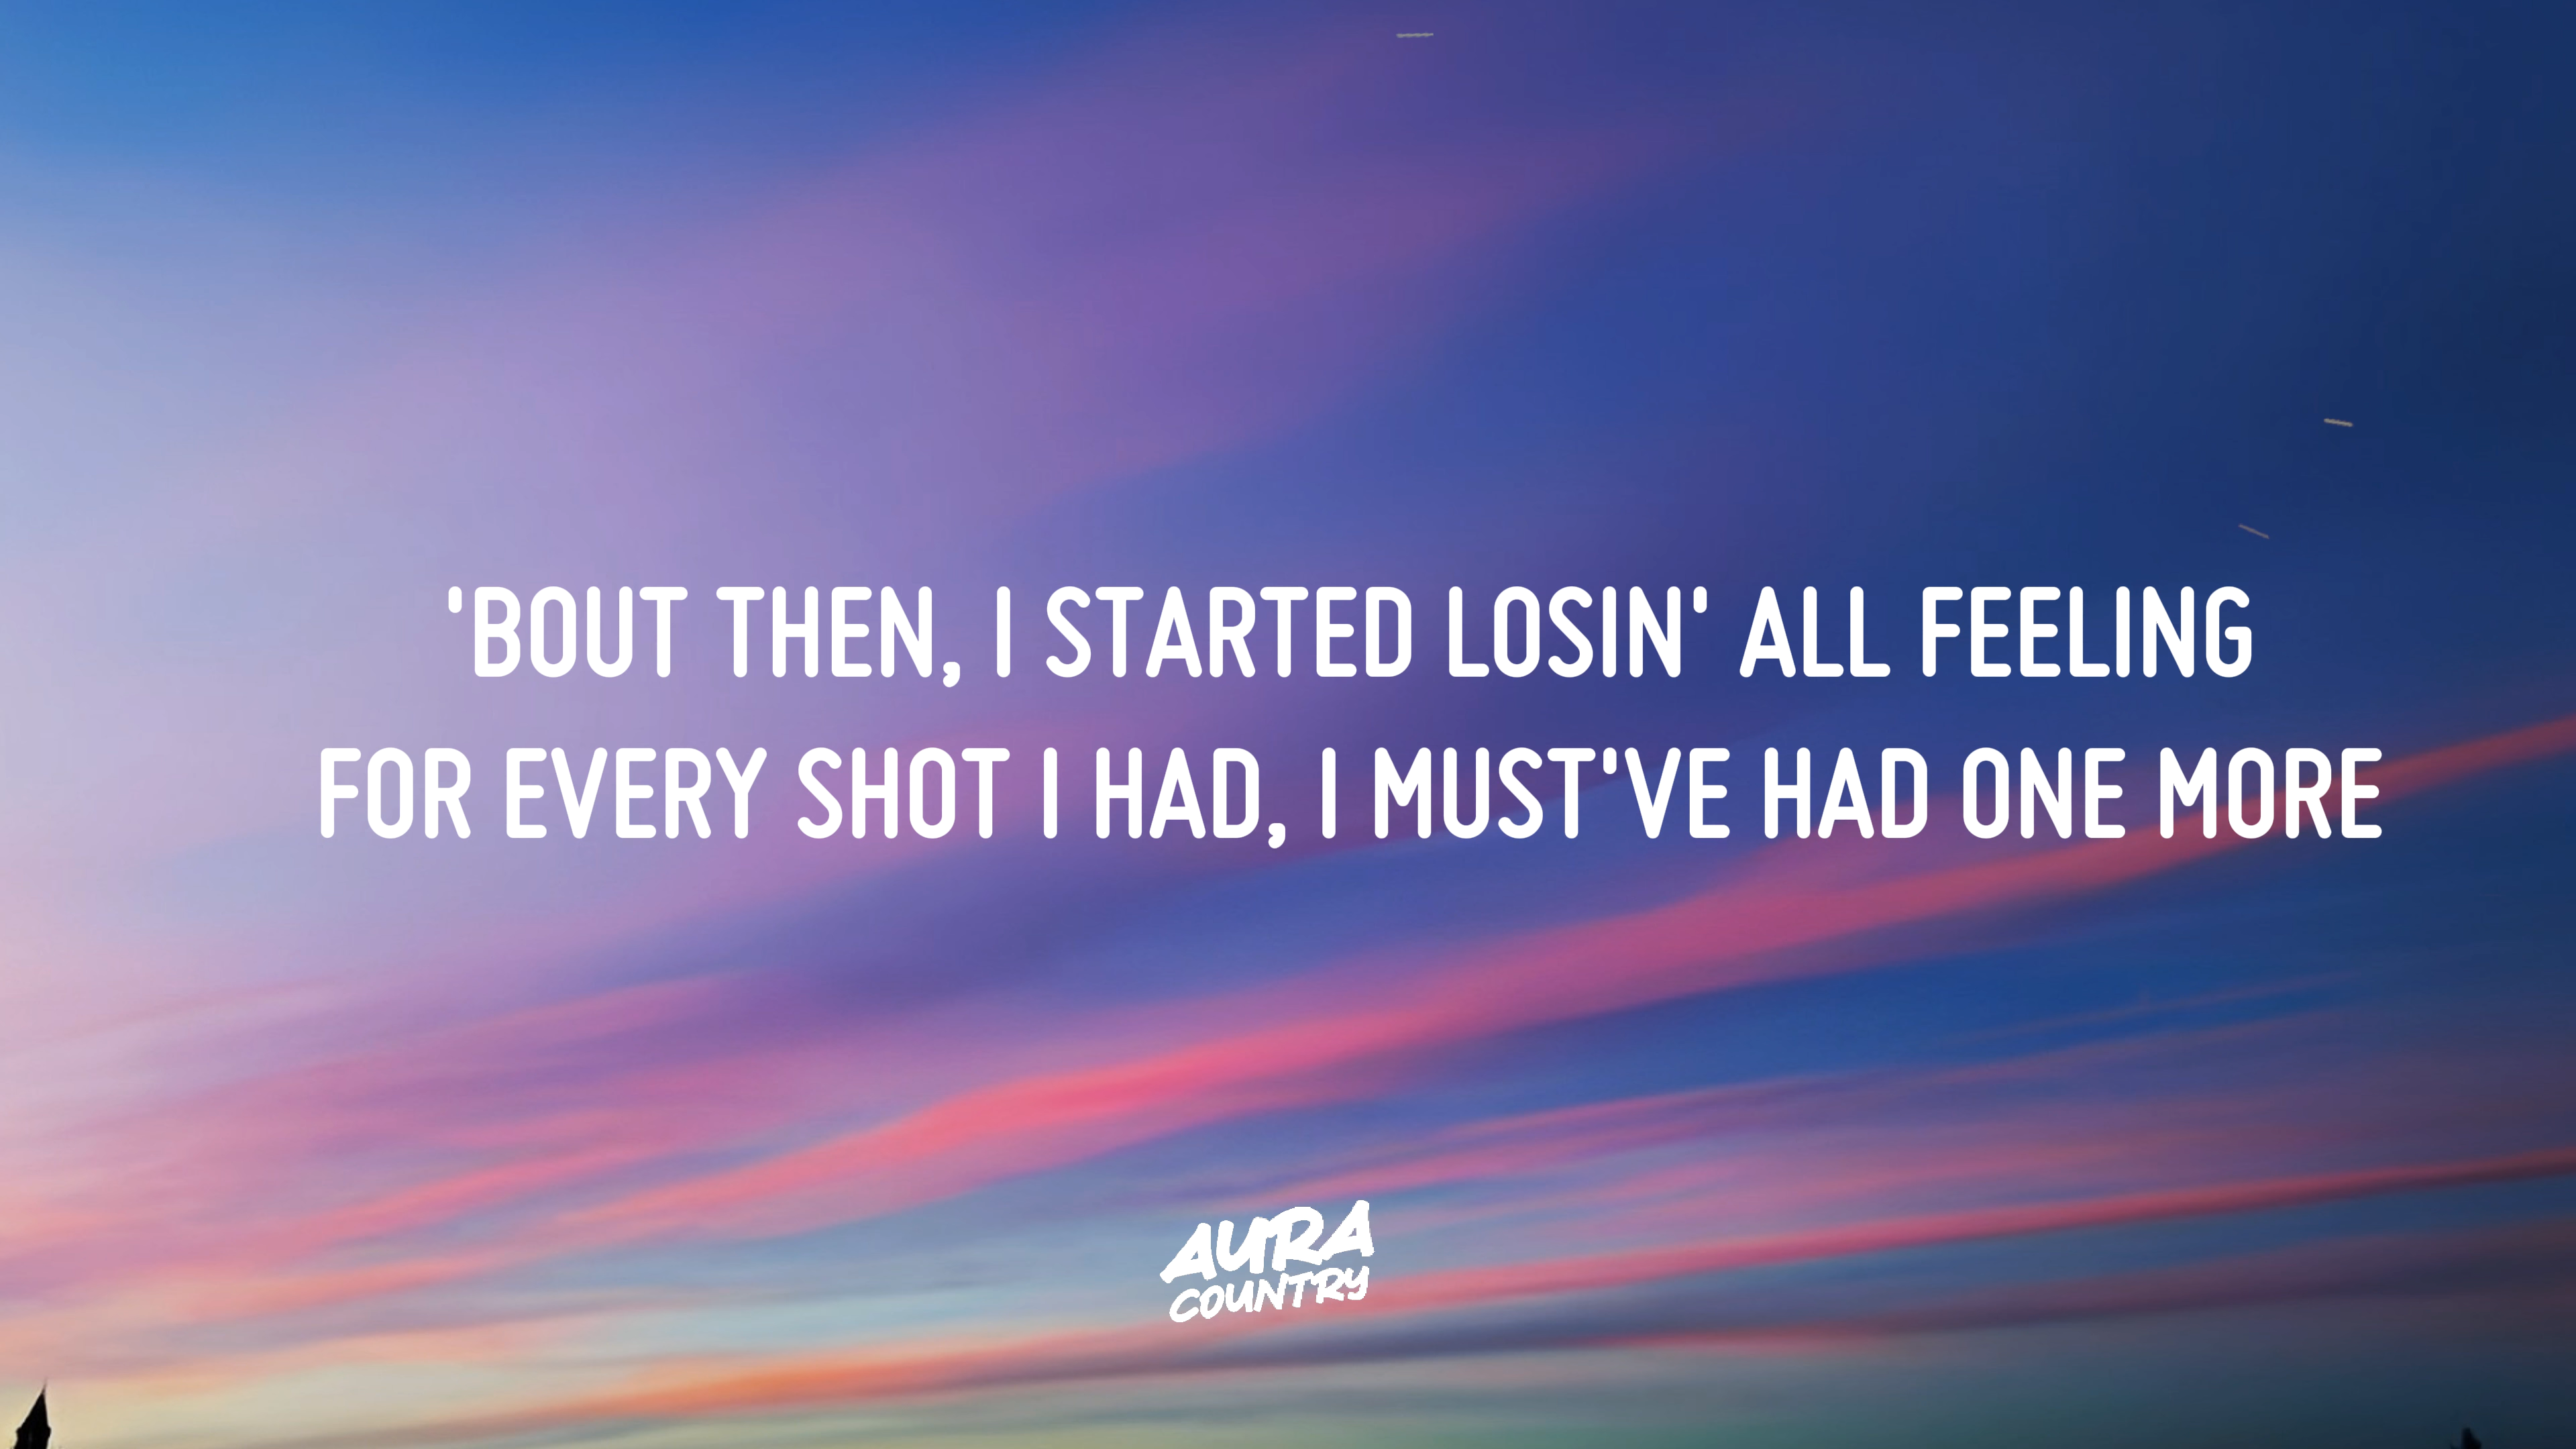 'BOUT THEN, I STARTED LOSIN' ALL FEELING
FOR EVERY SHOT I HAD, I MUST'VE HAD ONE MORE
AURA
COUNTRY